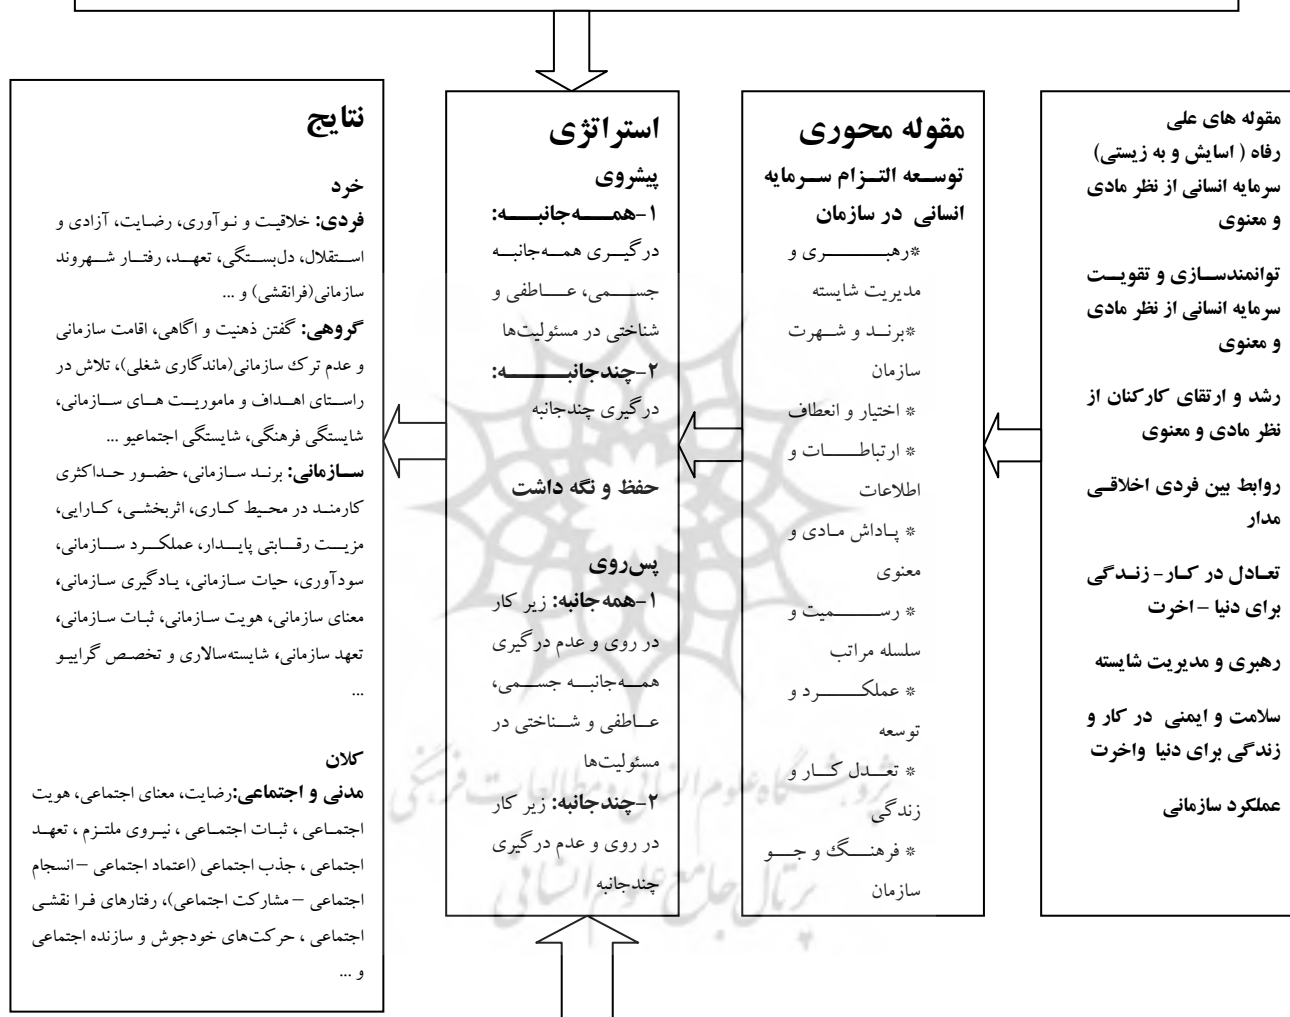 مقوله های علی
رفاه ( اسایش و به زیستی)
سرمایه انسانی از نظر مادی
و معنوی
توانمندسازی و تقویت
سرمایه انسانی از نظر مادی
و معنوی
رشد و ارتقای کارکنان از
نظر مادی و معنوی
روابط بین فردی اخلاقی
مدار
تعادل در کار- زندگی
برای دنیا – اخرت
رهبری و مدیریت شایسته
سلامت و ایمنی در کار و
زندگی برای دنیا واخرت
عملکرد سازمانی
مقوله محوری
توسعه التزام سرمایه
انسانی در سازمان
*رهبری و
مدیریت شایسته
*برند و شهرت
سازمان
* اختیار و انعطاف
* ارتباطات و
اطلاعات
* پاداش مادی و
معنوی
* رسمیت و
سلسله مراتب
* عملکرد و
توسعه
* تعدل کار و
زندگی
* فرهنگ و جو
سازمان
استراتژی
پیشروی
۱-همه‌جانبه:
درگیری همه‌جانبه
جسمی، عاطفی و
شناختی در مسئولیت‌ها
۲-چندجانبه:
درگیری چندجانبه
حفظ و نگه داشت
پس‌روی
۱-همه‌جانبه: زیر کار
در روی و عدم درگیری
همه‌جانبه جسمی،
عاطفی و شناختی در
مسئولیت‌ها
۲-چندجانبه: زیر کار
در روی و عدم درگیری
چندجانبه
نتایج
خرد
فردی: خلاقیت و نوآوری، رضایت، آزادی و
استقلال، دل‌بستگی، تعهد، رفتار شهروند
سازمانی(فرانقشی) و ...
گروهی: گفتن ذهنیت و اگاهی، اقامت سازمانی
و عدم ترک سازمانی(ماندگاری شغلی)، تلاش در
راستای اهداف و ماموریت های سازمانی،
شایستگی فرهنگی، شایستگی اجتماعیو ...
سازمانی: برند سازمانی، حضور حداکثری
کارمند در محیط کاری، اثربخشی، کارایی،
مزیت رقابتی پایدار، عملکرد سازمانی،
سودآوری، حیات سازمانی، یادگیری سازمانی،
معنای سازمانی، هویت سازمانی، ثبات سازمانی،
تعهد سازمانی، شایسته‌سالاری و تخصص گراییو
...
کلان
مدنی و اجتماعی:رضایت، معنای اجتماعی، هویت
اجتماعی ، ثبات اجتماعی ، نیروی ملتزم ، تعهد
اجتماعی ، جذب اجتماعی (اعتماد اجتماعی –انسجام
اجتماعی – مشارکت اجتماعی)، رفتارهای فرا نقشی
اجتماعی ، حرکت‌های خودجوش و سازنده اجتماعی
و ...
پژوهشگاه علوم انسانی و مطالعات فرهنگی
پرتال جامع علوم انسانی